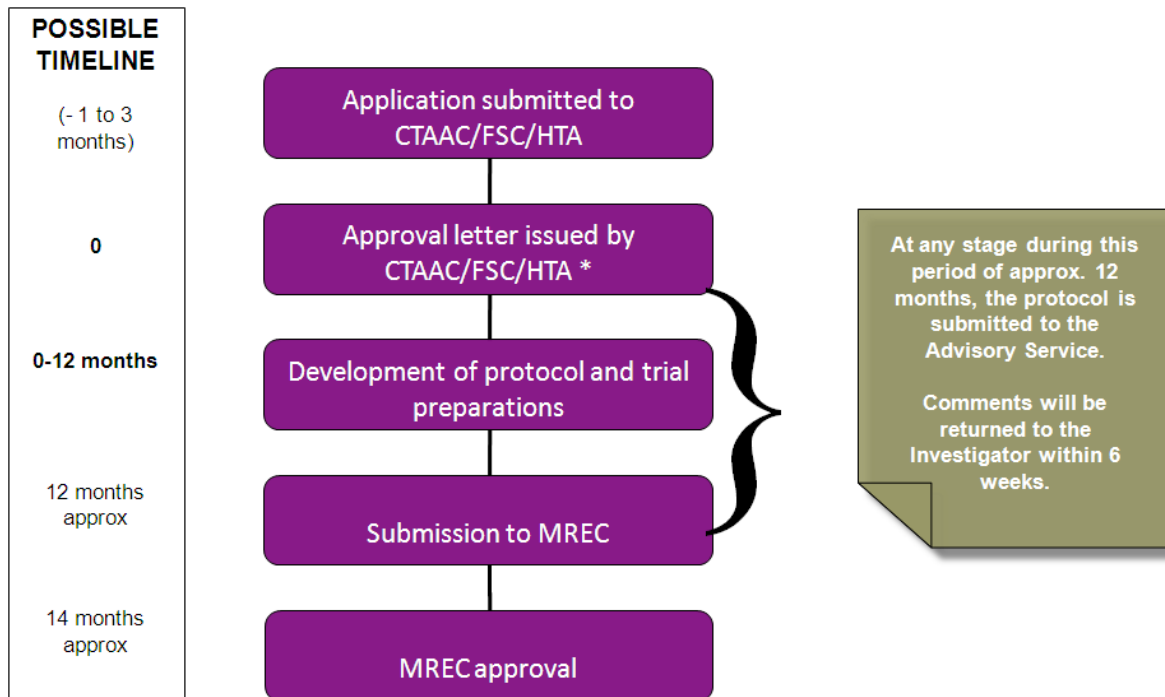 POSSIBLE
TIMELINE
(- 1 to 3
months)
0
0-12 months
12 months
approx
14 months
approx
Application submitted to
CTAAC/FSC/HTA
Approval letter issued by
CTAAC/FSC/HTA *
Development of protocol and trial
preparations
Submission to MREC
MREC approval
At any stage during this
period of approx. 12
months, the protocol is
submitted to the
Advisory Service.
Comments will be
returned to the
Investigator within 6
weeks.